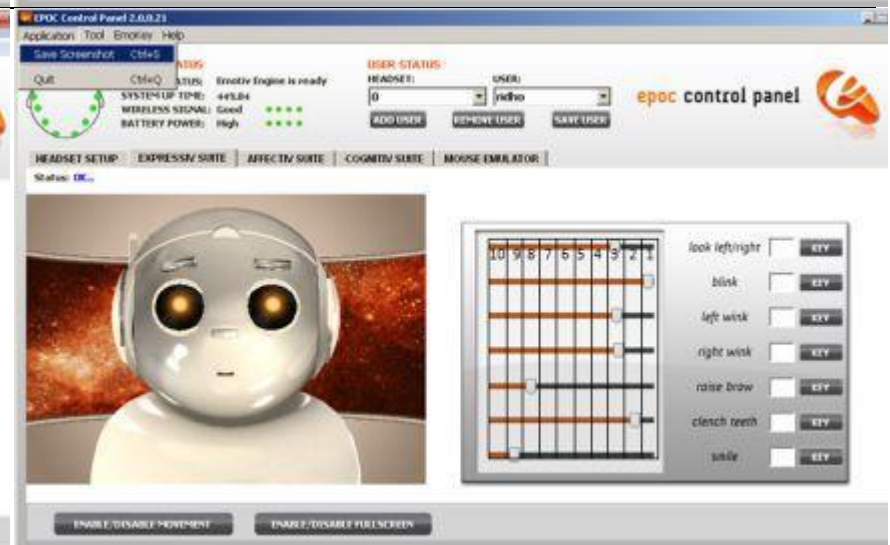 EPOC Control Panel 2.0.0.21
Application Tool EmoKey Help
Save Screenshot Ctrl+S
Quit Ctrl+Q
USER STATUS
HEADSET: USER:
0 ridho
ADD USER REMOVE USER SAVE USER
epoc control panel
Emotiv Engine is ready
SYSTEM UP TIME:
WIRELESS SIGNAL: Good
BATTERY POWER: High
HEADSET SETUP EXPRESSIV SUITE AFFECTIV SUITE COGNITIV SUITE MOUSE EMULATOR
Status: OK..
10 9 8 7 6 5 4 3 2 1
look left/right KEY
blink KEY
left wink KEY
right wink KEY
raise brow KEY
clench teeth KEY
smile KEY
ENABLE/DISABLE MOVEMENT ENABLE/DISABLE FULLSCREEN